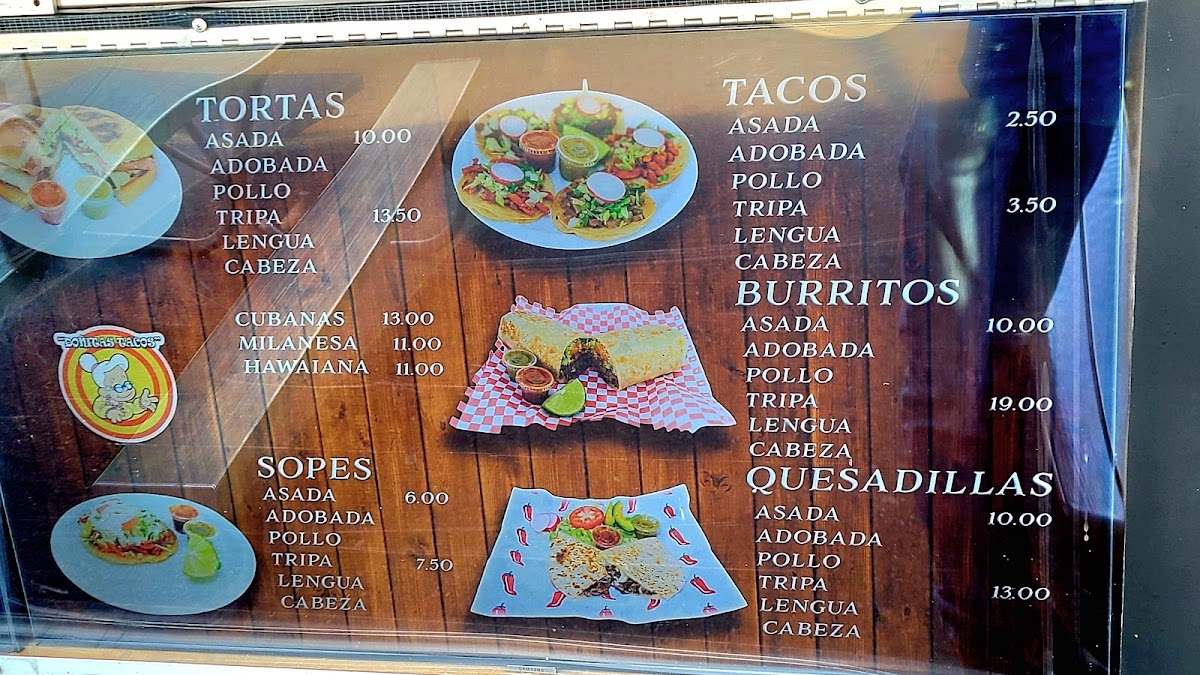 TORTAS
ASADA 10.00
ADOBADA
POLLO
TRIPA 13.50
LENGUA
CABEZA
CUBANAS 13.00
MILANESA 11.00
HAWAIANA 11.00
SOPES
ASADA 6.00
ADOBADA
POLLO
TRIPA 7.50
LENGUA
CABEZA
TACOS
ASADA 2.50
ADOBADA
POLLO
TRIPA 3.50
LENGUA
CABEZA
BURRITOS
ASADA 10.00
ADOBADA
POLLO
TRIPA 19.00
LENGUA
CABEZA
QUESADILLAS
ASADA 10.00
ADOBADA
POLLO
TRIPA 13.00
LENGUA
CABEZA